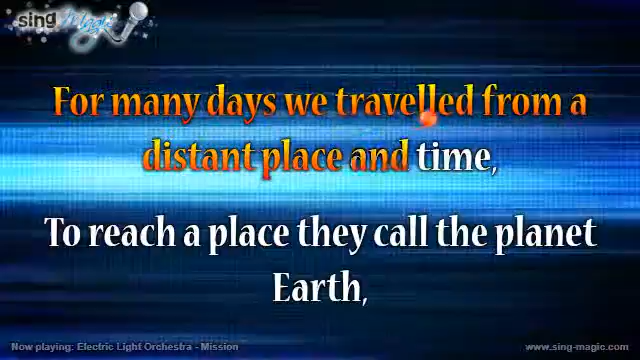 sing Magic
For many days we travelled from a
distant place and time,
To reach a place they call the planet
Earth,
Now playing: Electric Light Orchestra - Mission
www.sing-magic.com